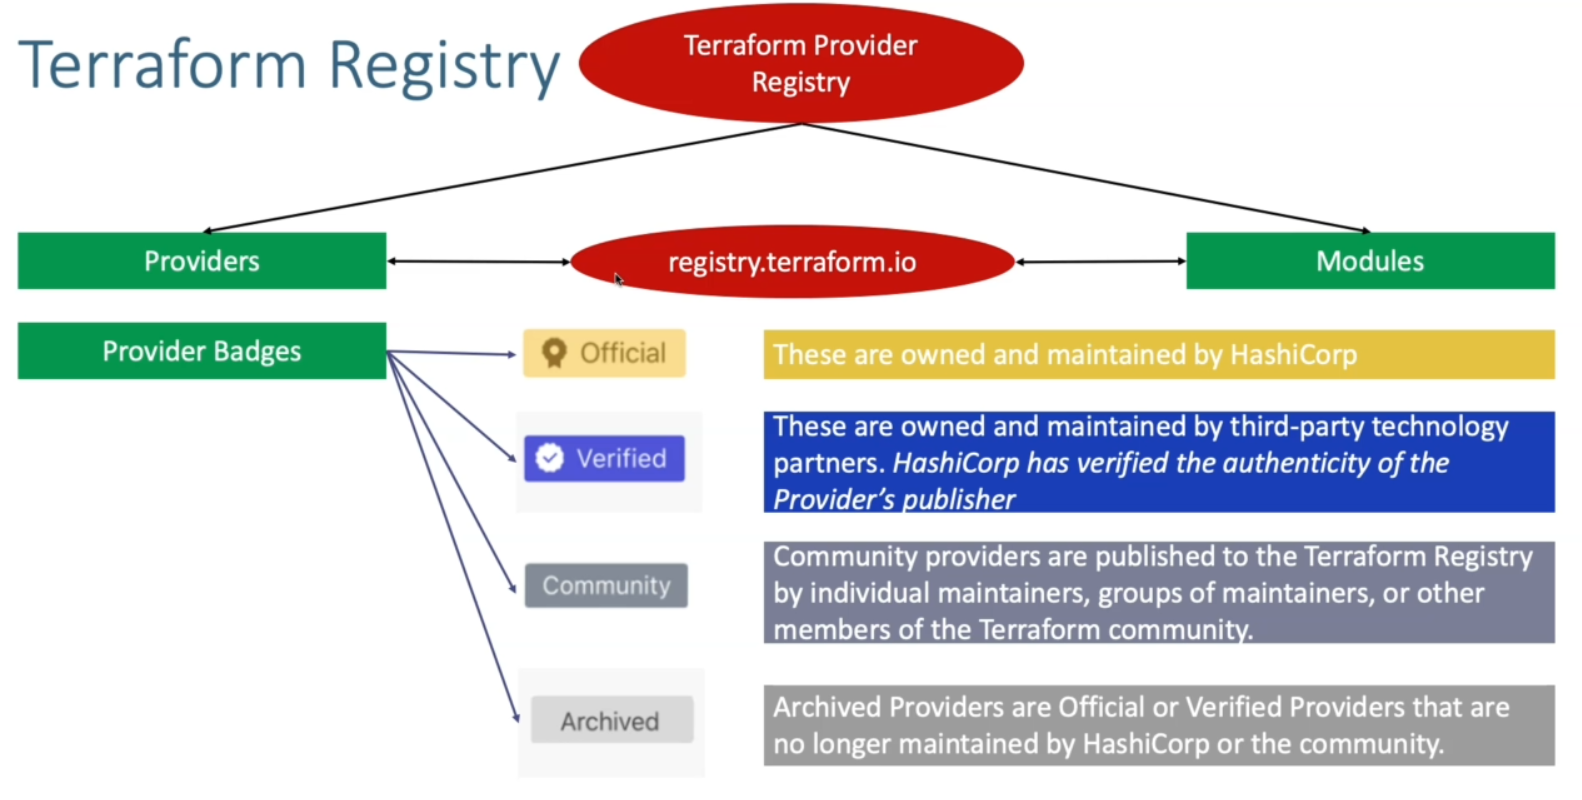 Terraform Registry
Terraform Provider
Registry
Providers
registry.terraform.io
Modules
Provider Badges
Official
These are owned and maintained by HashiCorp
Verified
These are owned and maintained by third-party technology
partners. HashiCorp has verified the authenticity of the
Provider’s publisher
Community
Community providers are published to the Terraform Registry
by individual maintainers, groups of maintainers, or other
members of the Terraform community.
Archived
Archived Providers are Official or Verified Providers that are
no longer maintained by HashiCorp or the community.